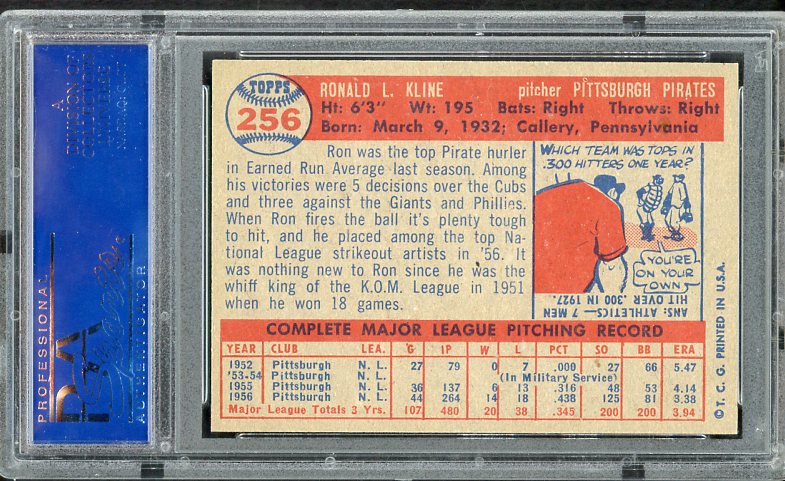 A
DIVISION OF
COLLECTORS
UNIVERSE
NASDAQ: CLCT
PROFESSIONAL
PSA
AUTHENTICATOR
TOPPS
256
RONALD L. KLINE pitcher PITTSBURGH PIRATES
Ht: 6'3" Wt: 195 Bats: Right Throws: Right
Born: March 9, 1932; Callery, Pennsylvania
Ron was the top Pirate hurler
in Earned Run Average last season. Among
his victories were 5 decisions over the Cubs
and three against the Giants and Phillies.
When Ron fires the ball it's plenty tough
to hit, and he placed among the top Na-
tional League strikeout artists in '56. It
was nothing new to Ron since he was the
whiff king of the K.O.M. League in 1951
when he won 18 games.
WHICH TEAM WAS TOPS IN
.300 HITTERS ONE YEAR?
YOU'RE
ON YOUR
OWN
ANS: ATHLETICS—7 MEN
HIT OVER .300 IN 1927.
COMPLETE MAJOR LEAGUE PITCHING RECORD
YEAR CLUB LEA. G IP W L PCT SO BB ERA
1952 Pittsburgh N. L. 27 79 0 7 .000 27 66 5.47
'53-54 Pittsburgh N. L. (In Military Service)
1955 Pittsburgh N. L. 36 137 6 13 .316 48 53 4.14
1956 Pittsburgh N. L. 44 264 14 18 .438 125 81 3.38
Major League Totals 3 Yrs. 107 480 20 38 .345 200 200 3.94
© T. C. G. PRINTED IN U.S.A.